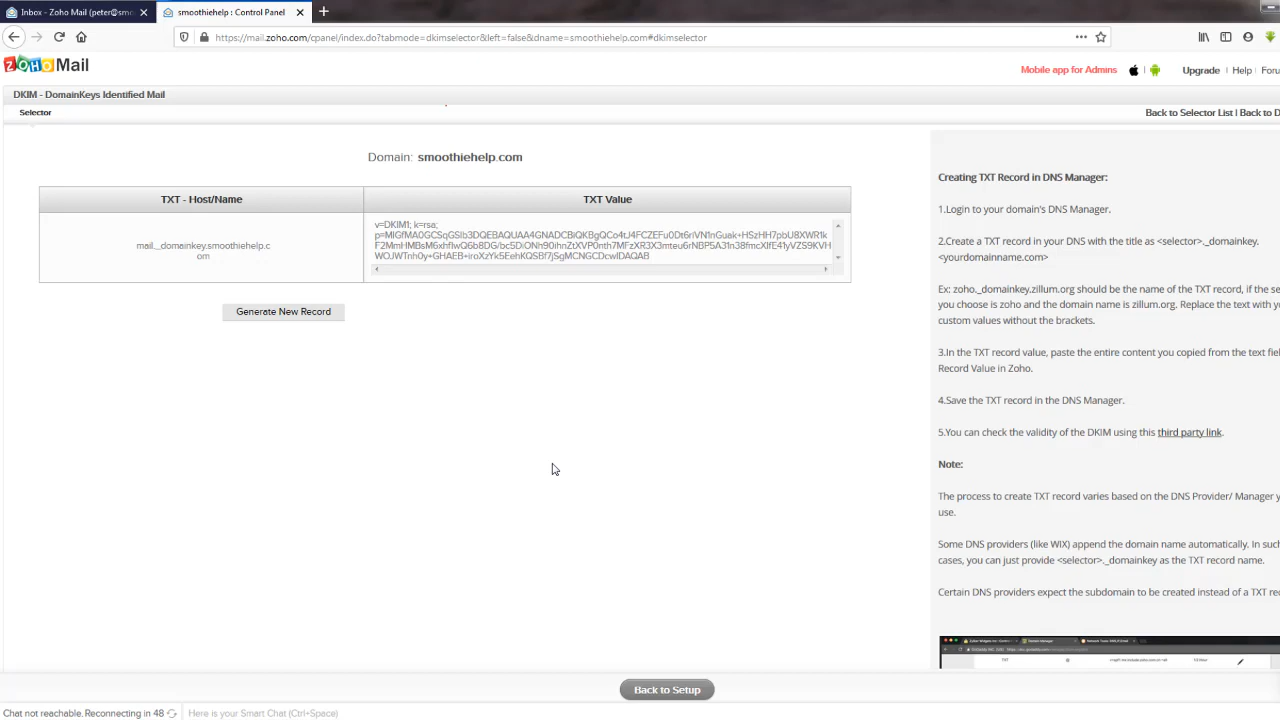 Inbox - Zoho Mail (peter@smo
smoothiehelp : Control Panel
https://mail.zoho.com/cpanel/index.do?tabmode=dkimselector&left=false&dname=smoothiehelp.com#dkimselector
ZOHO Mail
Mobile app for Admins
Upgrade | Help | Foru
DKIM - DomainKeys Identified Mail
Selector
Back to Selector List | Back to D
Domain: smoothiehelp.com
TXT - Host/Name
TXT Value
mail._domainkey.smoothiehelp.c
om
v=DKIM1; k=rsa;
p=MIGfMA0GCSqGSIb3DQEBAQUAA4GNADCBiQKBgQCo4tJ4FCZEFu0Dt6riVN1nGuak+HSzHH7pbU8XWR1k
F2MmHMBsM6xhflwQ6b8DG/bc5DiONh90ihnZtXVP0nth7MFzXR3X3mteu6rNBP5A31n38fmcXIfE41yVZS9KVH
WOJWTnh0y+GHAEB+iroXzYk5EehKQSBf7jSgMCNGCDcwIDAQAB
Generate New Record
Creating TXT Record in DNS Manager:
1.Login to your domain's DNS Manager.
2.Create a TXT record in your DNS with the title as <selector>._domainkey.
<yourdomainname.com>
Ex: zoho._domainkey.zillum.org should be the name of the TXT record, if the se
you choose is zoho and the domain name is zillum.org. Replace the text with yo
custom values without the brackets.
3.In the TXT record value, paste the entire content you copied from the text fiel
Record Value in Zoho.
4.Save the TXT record in the DNS Manager.
5.You can check the validity of the DKIM using this third party link.
Note:
The process to create TXT record varies based on the DNS Provider/ Manager y
use.
Some DNS providers (like WIX) append the domain name automatically. In such
cases, you can just provide <selector>._domainkey as the TXT record name.
Certain DNS providers expect the subdomain to be created instead of a TXT rec
TXT
Back to Setup
Chat not reachable. Reconnecting in 48
Here is your Smart Chat (Ctrl+Space)